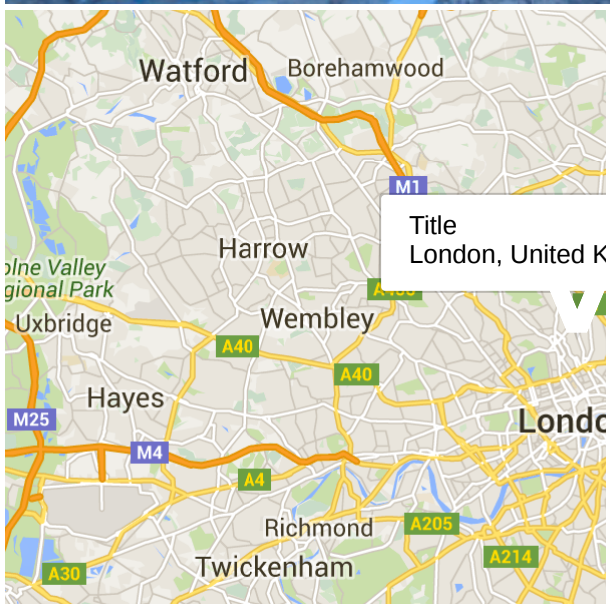 Watford
Borehamwood
M1
Title
London, United K
Harrow
olne Valley
gional Park
Uxbridge
Wembley
A40
A40
Hayes
M25
Londo
M4
A4
Richmond
A205
Twickenham
A214
A30